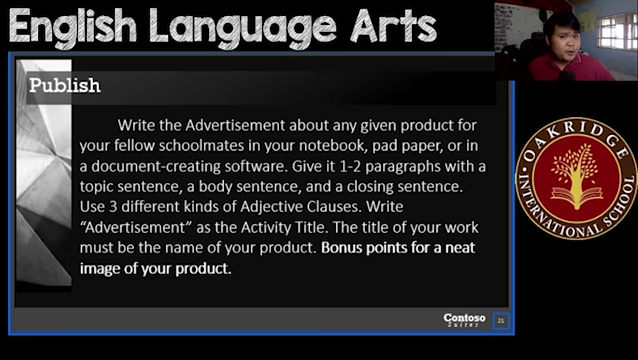 English Language Arts
Publish
Write the Advertisement about any given product for
your fellow schoolmates in your notebook, pad paper, or in
a document-creating software. Give it 1-2 paragraphs with a
topic sentence, a body sentence, and a closing sentence.
Use 3 different kinds of Adjective Clauses. Write
“Advertisement” as the Activity Title. The title of your work
must be the name of your product. Bonus points for a neat
image of your product.
Contoso
Suites
21
OAKRIDGE
INTERNATIONAL SCHOOL